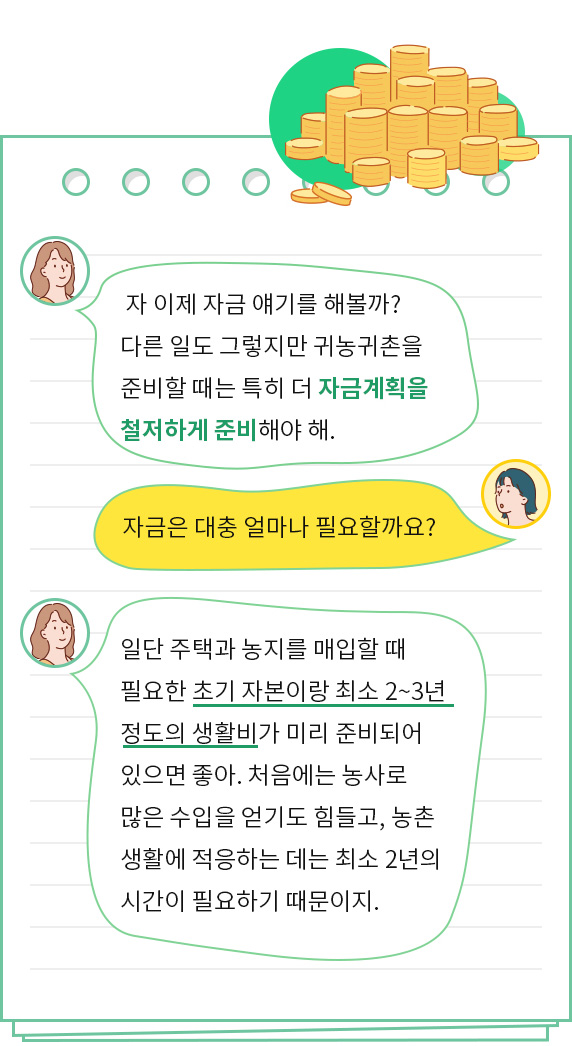 자 이제 자금 얘기를 해볼까?
다른 일도 그렇지만 귀농귀촌을
준비할 때는 특히 더 자금계획을
철저하게 준비해야 해.
자금은 대충 얼마나 필요할까요?
일단 주택과 농지를 매입할 때
필요한 초기 자본이랑 최소 2~3년
정도의 생활비가 미리 준비되어
있으면 좋아. 처음에는 농사로
많은 수입을 얻기도 힘들고, 농촌
생활에 적응하는 데는 최소 2년의
시간이 필요하기 때문이지.